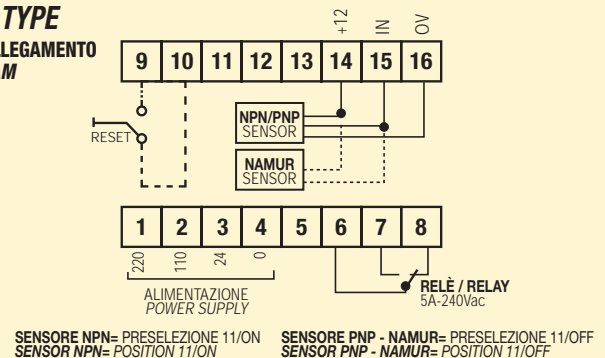 TYPE
LEGAMENTO
M
+12
IN
OV
9 10 11 12 13 14 15 16
RESET
NPN/PNP
SENSOR
NAMUR
SENSOR
1 2 3 4 5 6 7 8
220
110
24
0
ALIMENTAZIONE
POWER SUPPLY
RELÈ / RELAY
5A-240Vac
SENSORE NPN= PRESELEZIONE 11/ON
SENSOR NPN= POSITION 11/ON
SENSORE PNP - NAMUR= PRESELEZIONE 11/OFF
SENSOR PNP - NAMUR= POSITION 11/OFF